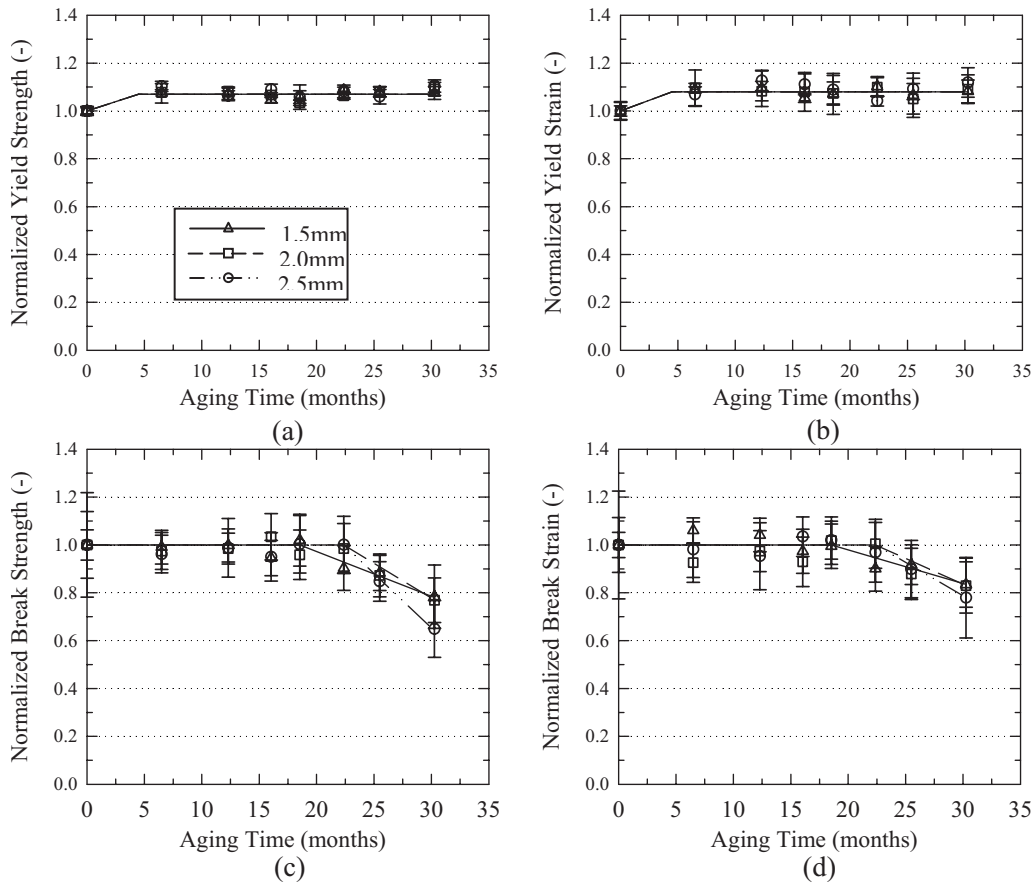 Normalized Yield Strength (-)
1.4
1.2
1.0
0.8
0.6
0.4
0.2
0.0
1.5mm
2.0mm
2.5mm
0 5 10 15 20 25 30 35
Aging Time (months)
(a)
Normalized Yield Strain (-)
1.4
1.2
1.0
0.8
0.6
0.4
0.2
0.0
0 5 10 15 20 25 30 35
Aging Time (months)
(b)
Normalized Break Strength (-)
1.4
1.2
1.0
0.8
0.6
0.4
0.2
0.0
0 5 10 15 20 25 30 35
Aging Time (months)
(c)
Normalized Break Strain (-)
1.4
1.2
1.0
0.8
0.6
0.4
0.2
0.0
0 5 10 15 20 25 30 35
Aging Time (months)
(d)